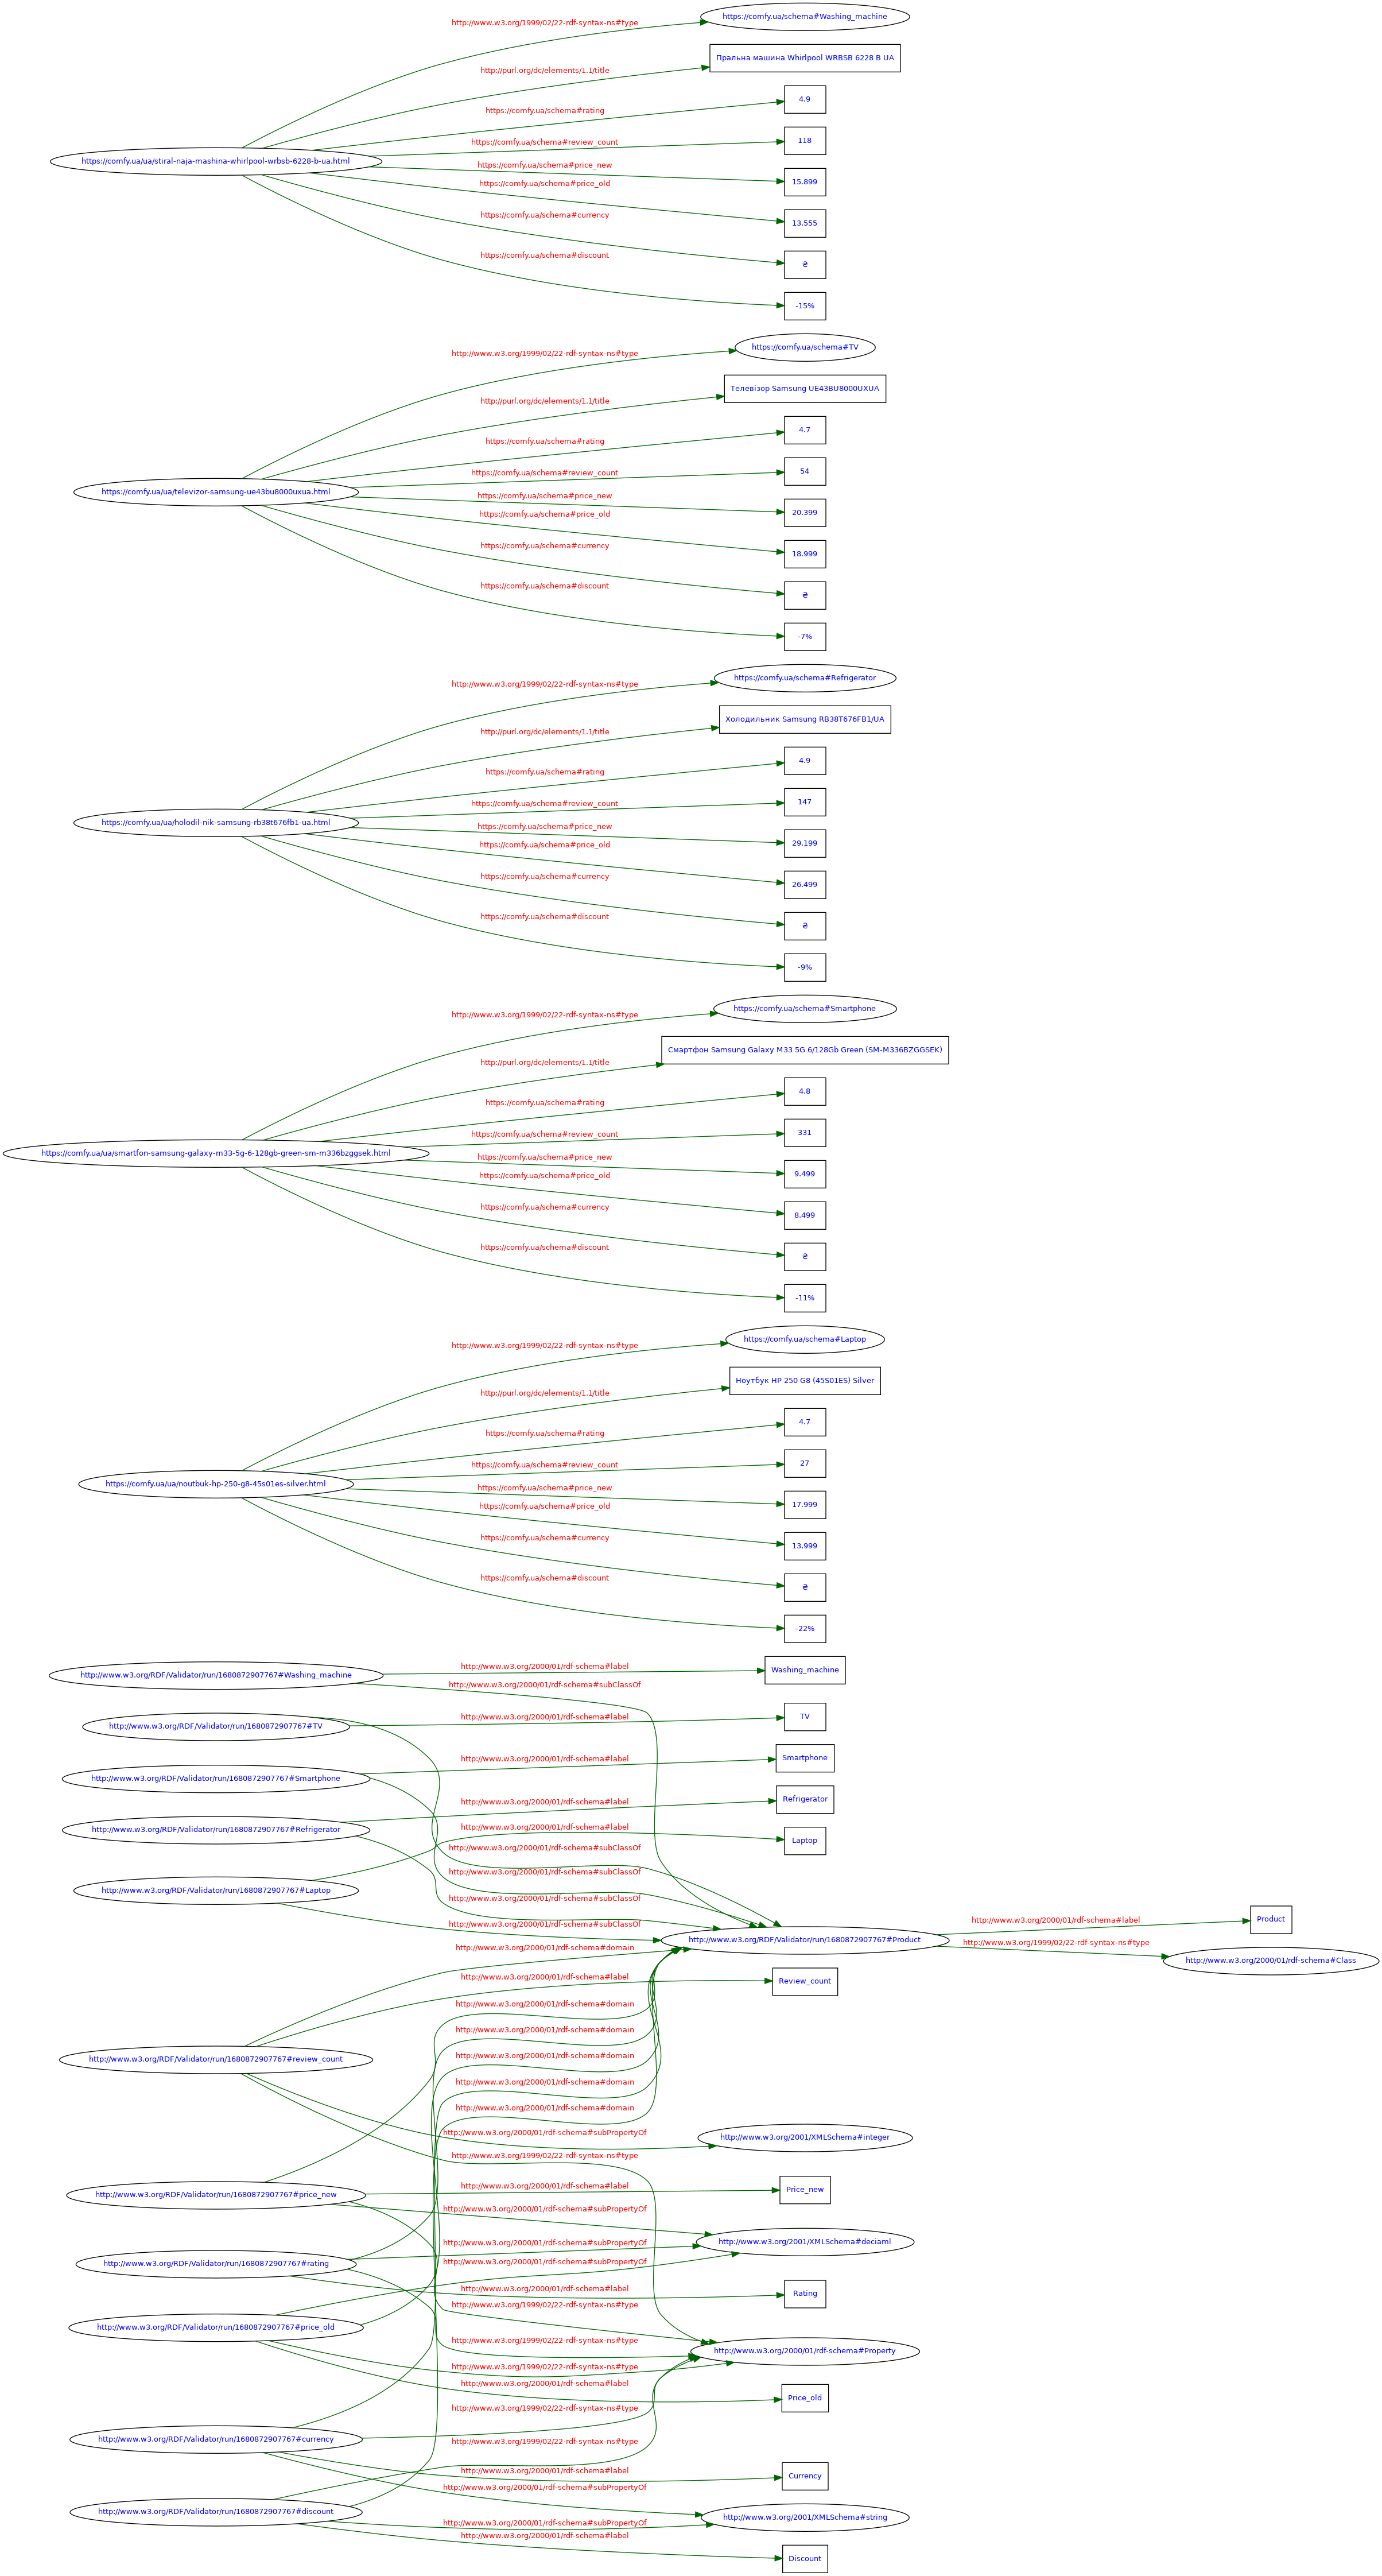 https://comfy.ua/schema#Washing_machine
http://www.w3.org/1999/02/22-rdf-syntax-ns#type
Пральна машина Whirlpool WRBSB 6228 B UA
http://purl.org/dc/elements/1.1/title
4.9
https://comfy.ua/schema#rating
118
https://comfy.ua/schema#review_count
https://comfy.ua/ua/stiral-naja-mashina-whirlpool-wrbsb-6228-b-ua.html
https://comfy.ua/schema#price_new
15.899
https://comfy.ua/schema#price_old
13.555
https://comfy.ua/schema#currency
₴
https://comfy.ua/schema#discount
-15%
https://comfy.ua/schema#TV
http://www.w3.org/1999/02/22-rdf-syntax-ns#type
Телевізор Samsung UE43BU8000UXUA
http://purl.org/dc/elements/1.1/title
4.7
https://comfy.ua/schema#rating
54
https://comfy.ua/schema#review_count
https://comfy.ua/ua/televizor-samsung-ue43bu8000uxua.html
https://comfy.ua/schema#price_new
20.399
https://comfy.ua/schema#price_old
18.999
https://comfy.ua/schema#currency
₴
https://comfy.ua/schema#discount
-7%
https://comfy.ua/schema#Refrigerator
http://www.w3.org/1999/02/22-rdf-syntax-ns#type
Холодильник Samsung RB38T676FB1/UA
http://purl.org/dc/elements/1.1/title
4.9
https://comfy.ua/schema#rating
147
https://comfy.ua/schema#review_count
https://comfy.ua/ua/holodil-nik-samsung-rb38t676fb1-ua.html
https://comfy.ua/schema#price_new
29.199
https://comfy.ua/schema#price_old
26.499
https://comfy.ua/schema#currency
₴
https://comfy.ua/schema#discount
-9%
https://comfy.ua/schema#Smartphone
http://www.w3.org/1999/02/22-rdf-syntax-ns#type
Смартфон Samsung Galaxy M33 5G 6/128Gb Green (SM-M336BZGGSEK)
http://purl.org/dc/elements/1.1/title
4.8
https://comfy.ua/schema#rating
331
https://comfy.ua/schema#review_count
https://comfy.ua/ua/smartfon-samsung-galaxy-m33-5g-6-128gb-green-sm-m336bzggsek.html
https://comfy.ua/schema#price_new
9.499
https://comfy.ua/schema#price_old
8.499
https://comfy.ua/schema#currency
₴
https://comfy.ua/schema#discount
-11%
https://comfy.ua/schema#Laptop
http://www.w3.org/1999/02/22-rdf-syntax-ns#type
Ноутбук HP 250 G8 (45S01ES) Silver
http://purl.org/dc/elements/1.1/title
4.7
https://comfy.ua/schema#rating
27
https://comfy.ua/schema#review_count
https://comfy.ua/ua/noutbuk-hp-250-g8-45s01es-silver.html
https://comfy.ua/schema#price_new
17.999
https://comfy.ua/schema#price_old
13.999
https://comfy.ua/schema#currency
₴
https://comfy.ua/schema#discount
-22%
http://www.w3.org/2000/01/rdf-schema#label
Washing_machine
http://www.w3.org/RDF/Validator/run/1680872907767#Washing_machine
http://www.w3.org/2000/01/rdf-schema#subClassOf
http://www.w3.org/2000/01/rdf-schema#label
TV
http://www.w3.org/RDF/Validator/run/1680872907767#TV
http://www.w3.org/2000/01/rdf-schema#label
Smartphone
http://www.w3.org/RDF/Validator/run/1680872907767#Smartphone
http://www.w3.org/2000/01/rdf-schema#label
Refrigerator
http://www.w3.org/RDF/Validator/run/1680872907767#Refrigerator
http://www.w3.org/2000/01/rdf-schema#label
Laptop
http://www.w3.org/2000/01/rdf-schema#subClassOf
http://www.w3.org/2000/01/rdf-schema#subClassOf
http://www.w3.org/RDF/Validator/run/1680872907767#Laptop
http://www.w3.org/2000/01/rdf-schema#subClassOf
http://www.w3.org/2000/01/rdf-schema#subClassOf
http://www.w3.org/2000/01/rdf-schema#label
Product
http://www.w3.org/RDF/Validator/run/1680872907767#Product
http://www.w3.org/1999/02/22-rdf-syntax-ns#type
http://www.w3.org/2000/01/rdf-schema#domain
http://www.w3.org/2000/01/rdf-schema#Class
http://www.w3.org/2000/01/rdf-schema#label
Review_count
http://www.w3.org/2000/01/rdf-schema#domain
http://www.w3.org/2000/01/rdf-schema#domain
http://www.w3.org/2000/01/rdf-schema#domain
http://www.w3.org/RDF/Validator/run/1680872907767#review_count
http://www.w3.org/2000/01/rdf-schema#domain
http://www.w3.org/2000/01/rdf-schema#domain
http://www.w3.org/2000/01/rdf-schema#subPropertyOf
http://www.w3.org/2001/XMLSchema#integer
http://www.w3.org/1999/02/22-rdf-syntax-ns#type
http://www.w3.org/2000/01/rdf-schema#label
Price_new
http://www.w3.org/RDF/Validator/run/1680872907767#price_new
http://www.w3.org/2000/01/rdf-schema#subPropertyOf
http://www.w3.org/2000/01/rdf-schema#subPropertyOf
http://www.w3.org/2001/XMLSchema#deciaml
http://www.w3.org/2000/01/rdf-schema#subPropertyOf
http://www.w3.org/RDF/Validator/run/1680872907767#rating
http://www.w3.org/2000/01/rdf-schema#label
Rating
http://www.w3.org/1999/02/22-rdf-syntax-ns#type
http://www.w3.org/RDF/Validator/run/1680872907767#price_old
http://www.w3.org/1999/02/22-rdf-syntax-ns#type
http://www.w3.org/2000/01/rdf-schema#Property
http://www.w3.org/1999/02/22-rdf-syntax-ns#type
http://www.w3.org/2000/01/rdf-schema#label
Price_old
http://www.w3.org/1999/02/22-rdf-syntax-ns#type
http://www.w3.org/RDF/Validator/run/1680872907767#currency
http://www.w3.org/1999/02/22-rdf-syntax-ns#type
http://www.w3.org/2000/01/rdf-schema#label
Currency
http://www.w3.org/2000/01/rdf-schema#subPropertyOf
http://www.w3.org/RDF/Validator/run/1680872907767#discount
http://www.w3.org/2001/XMLSchema#string
http://www.w3.org/2000/01/rdf-schema#subPropertyOf
http://www.w3.org/2000/01/rdf-schema#label
Discount